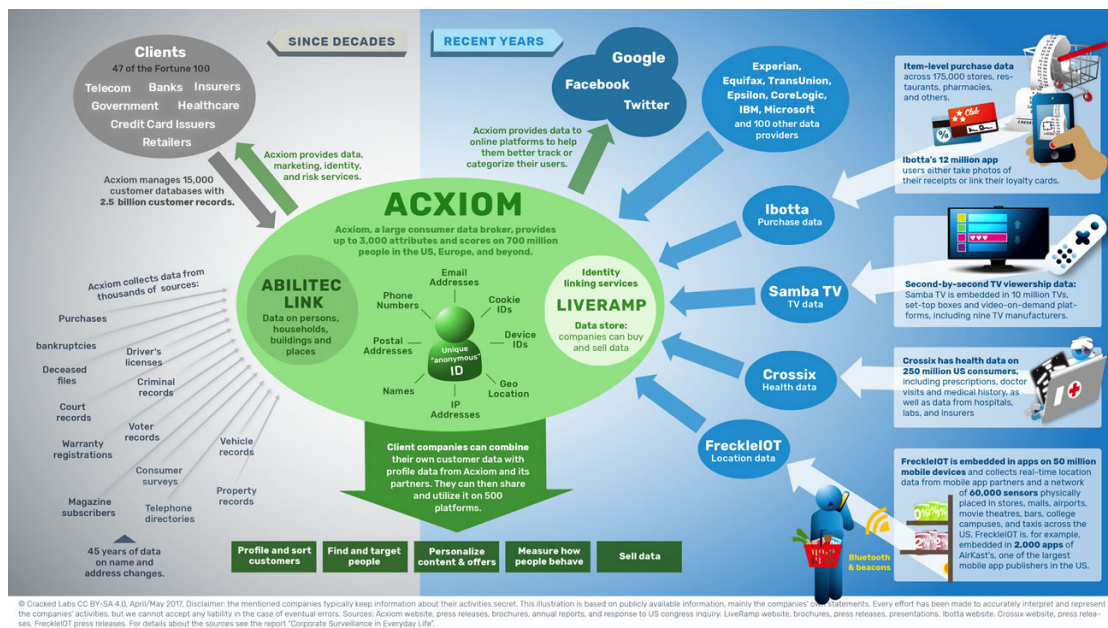 SINCE DECADES
RECENT YEARS
Clients
47 of the Fortune 100
Telecom Banks Insurers
Government Healthcare
Credit Card Issuers
Retailers
Acxiom provides data,
marketing, identity,
and risk services.
Acxiom manages 15,000
customer databases with
2.5 billion customer records.
Google
Facebook
Twitter
Acxiom provides data to
online platforms to help
them better track or
categorize their users.
Experian,
Equifax, TransUnion,
Epsilon, CoreLogic,
IBM, Microsoft
and 100 other data
providers
ACXIOM
Acxiom, a large consumer data broker, provides
up to 3,000 attributes and scores on 700 million
people in the US, Europe, and beyond.
ABILITEC
LINK
Data on persons,
households,
buildings and
places
Email
Addresses
Phone
Numbers
Cookie
IDs
Postal
Addresses
Device
IDs
Unique
"anonymous"
ID
Names
Geo
Location
IP
Addresses
Identity
linking services
LIVERAMP
Data store:
companies can buy
and sell data
Acxiom collects data from
thousands of sources:
Purchases
bankruptcies
Driver's
licenses
Deceased
files
Criminal
records
Court
records
Voter
records
Warranty
registrations
Vehicle
records
Consumer
surveys
Property
records
Magazine
subscribers
Telephone
directories
45 years of data
on name and
address changes.
Client companies can combine
their own customer data with
profile data from Acxiom and its
partners. They can then share
and utilize it on 500
platforms.
Profile and sort
customers
Find and target
people
Personalize
content & offers
Measure how
people behave
Sell data
Ibotta
Purchase data
Samba TV
TV data
Crossix
Health data
FreckleIOT
Location data
Item-level purchase data
across 175,000 stores, res-
taurants, pharmacies,
and others.
Club
%
Ibotta's 12 million app
users either take photos of
their receipts or link their loyalty cards.
Second-by-second TV viewership data:
Samba TV is embedded in 10 million TVs,
set-top boxes and video-on-demand plat-
forms, including nine TV manufacturers.
Crossix has health data on
250 million US consumers,
including prescriptions, doctor
visits and medical history, as
well as data from hospitals,
labs, and insurers
FreckleIOT is embedded in apps on 50 million
mobile devices and collects real-time location
data from mobile app partners and a network
of 60,000 sensors physically
placed in stores, malls, airports,
movie theatres, bars, college
campuses, and taxis across the
US. FreckleIOT is, for example,
embedded in 2,000 apps of
AirKast's, one of the largest
mobile app publishers in the US.
Bluetooth
& beacons
© Cracked Labs CC BY-SA 4.0, April/May 2017. Disclaimer: the mentioned companies typically keep information about their activities secret. This illustration is based on publicly available information, mainly the companies' own statements. Every effort has been made to accurately interpret and represent
the companies' activities, but we cannot accept any liability in the case of eventual errors. Sources: Acxiom website, press releases, brochures, annual reports, and response to US congress inquiry. LiveRamp website, brochures, press releases, presentations. Ibotta website. Crossix website, press relea-
ses. FreckleIOT press releases. For details about the sources see the report "Corporate Surveillance in Everyday Life".